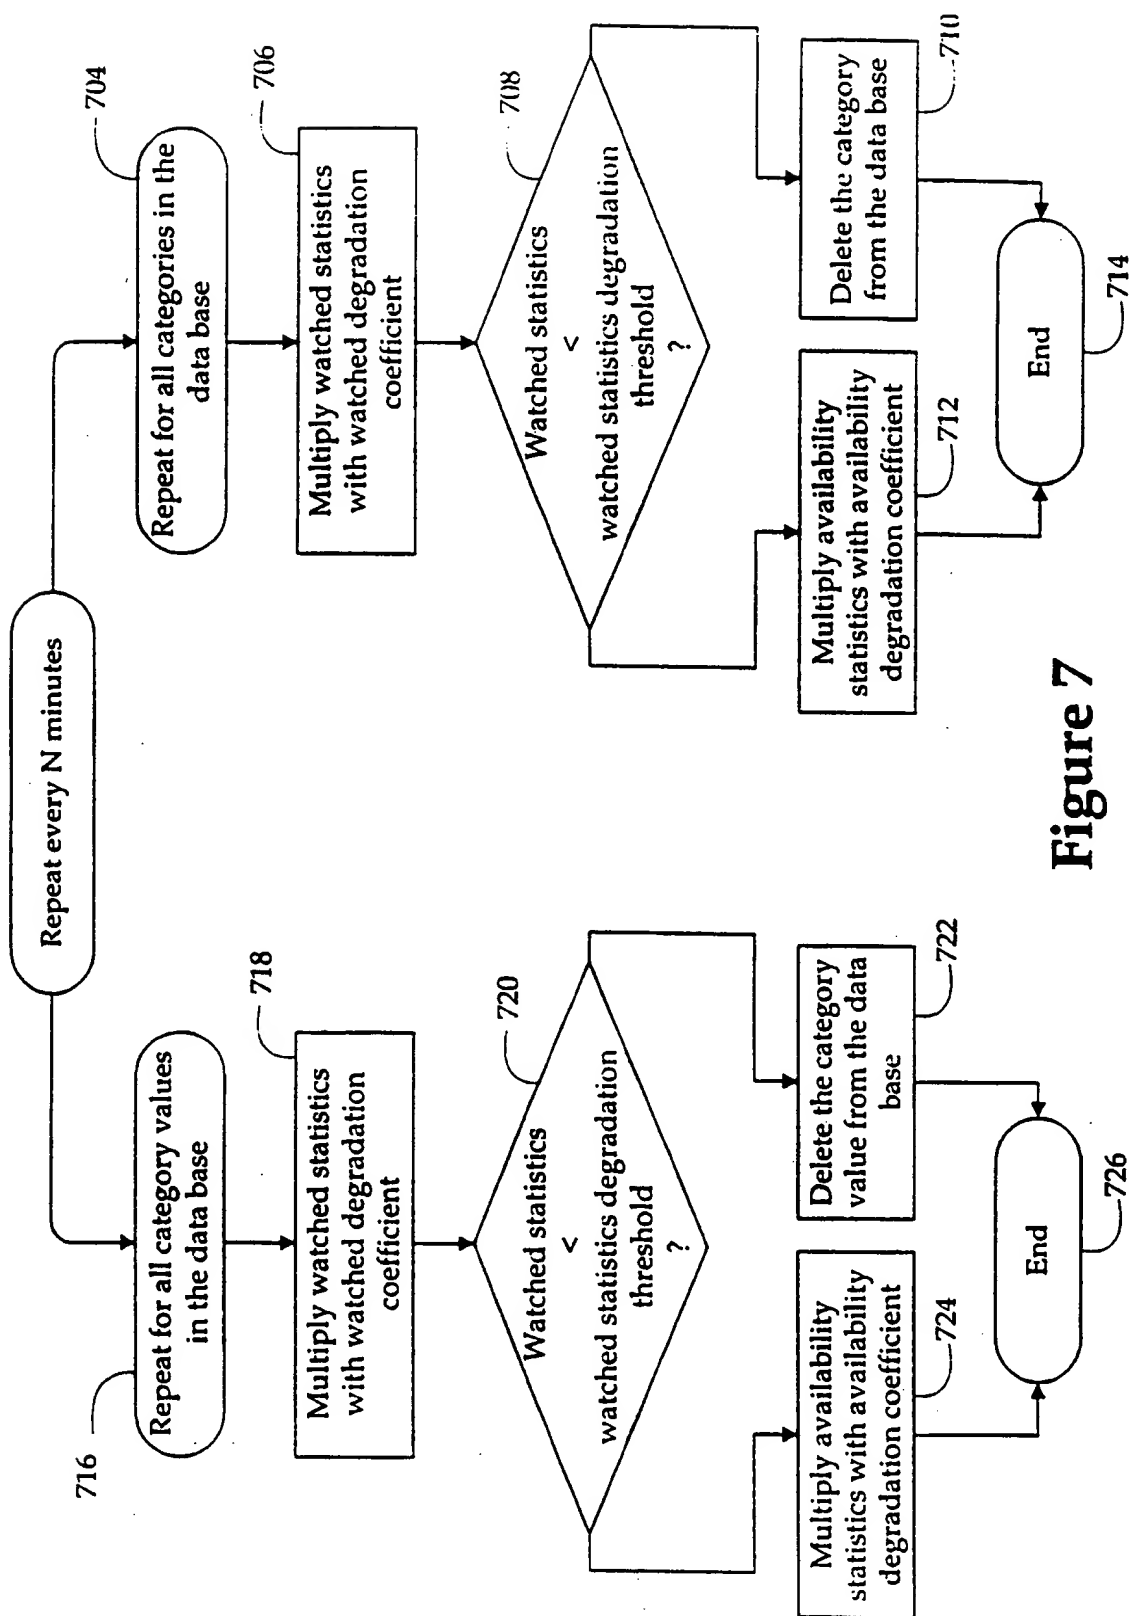 Repeat every N minutes
716
Repeat for all category values
in the data base
718
Multiply watched statistics
with watched degradation
coefficient
720
Watched statistics
<
watched statistics degradation
threshold
?
Multiply availability
statistics with availability
degradation coefficient
724
Delete the category
value from the data
base
722
End
726
704
Repeat for all categories in the
data base
706
Multiply watched statistics
with watched degradation
coefficient
708
Watched statistics
<
watched statistics degradation
threshold
?
Multiply availability
statistics with availability
degradation coefficient
712
Delete the category
from the data base
710
End
714
Figure 7